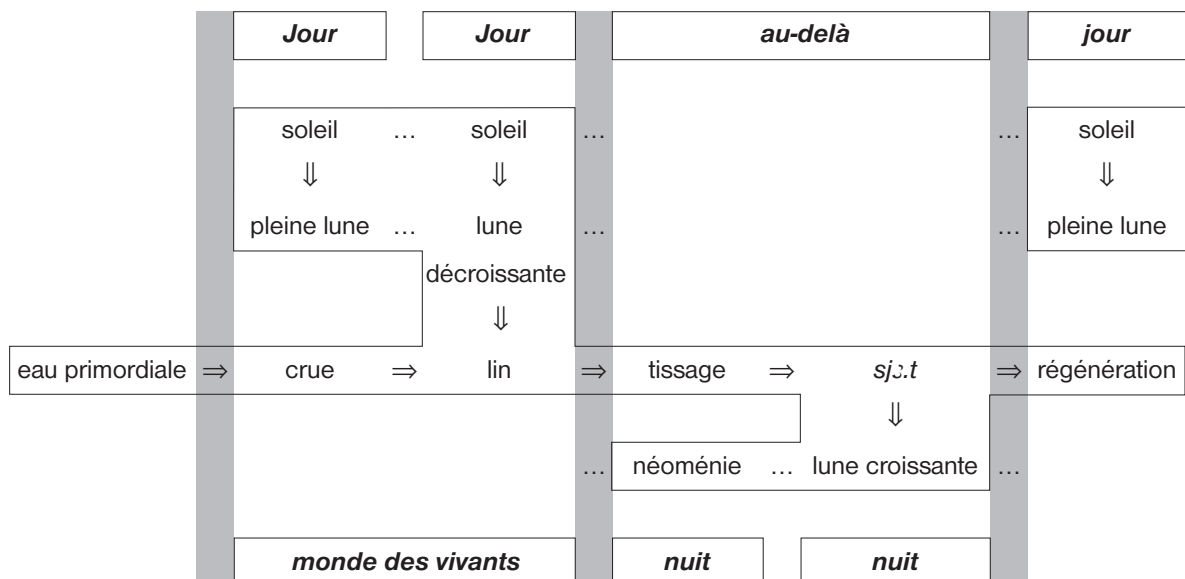 Jour Jour au-delà jour
soleil … soleil … … soleil
⇓ ⇓ ⇓
pleine lune … lune … … pleine lune
décroissante
⇓
eau primordiale ⇒ crue ⇒ lin ⇒ tissage ⇒ sjꜣ.t ⇒ régénération
⇓
… néoménie … lune croissante …
monde des vivants nuit nuit